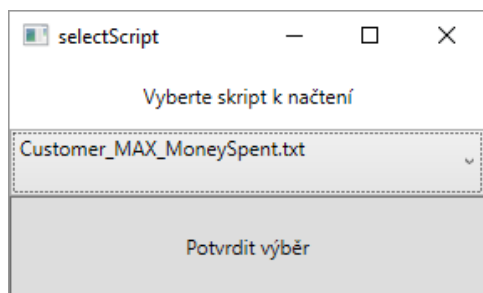 selectScript
Vyberte skript k načtení
Customer_MAX_MoneySpent.txt
Potvrdit výběr